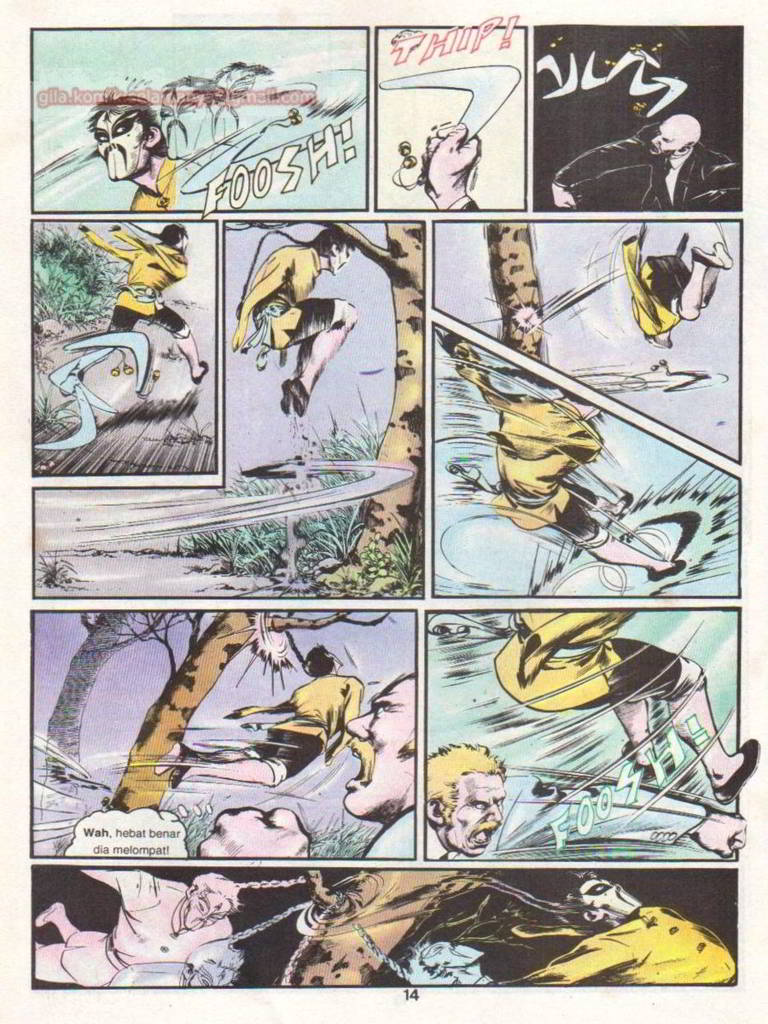 FOOSH!
THIP!
Wah, hebat benar
dia melompat!
FOOSH!
14